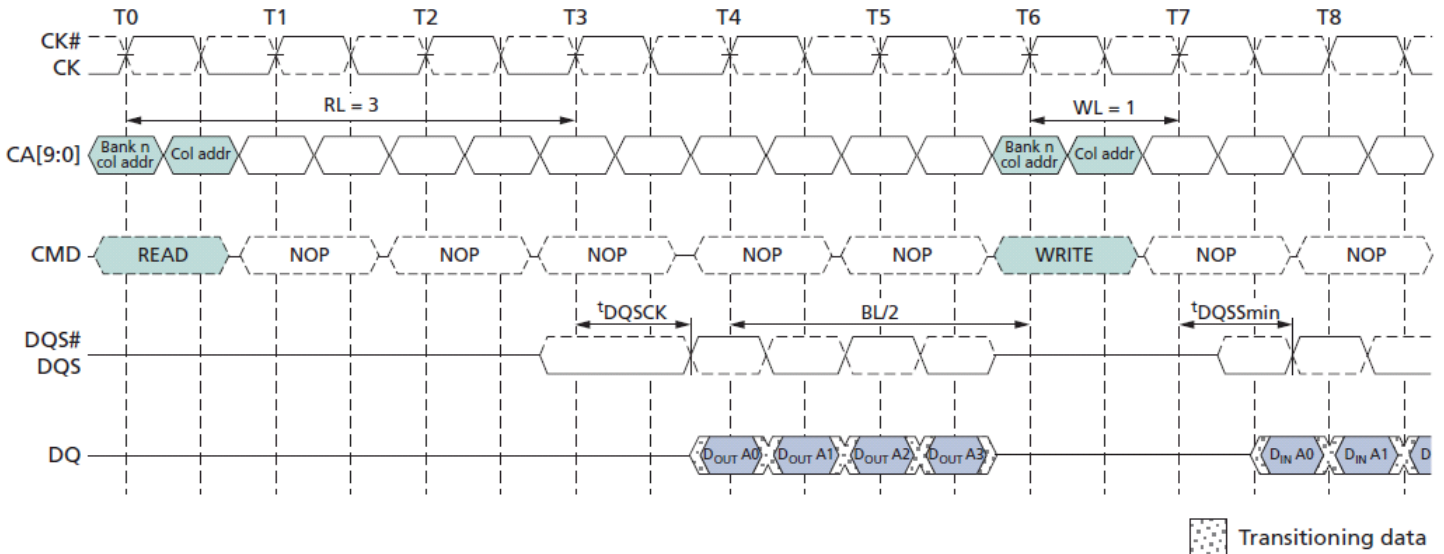 T0 T1 T2 T3 T4 T5 T6 T7 T8
CK#
CK
RL = 3 WL = 1
CA[9:0] Bank n col addr Col addr Bank n col addr Col addr
CMD READ NOP NOP NOP NOP NOP WRITE NOP NOP
tDQSCK BL/2 tDQSSmin
DQS#
DQS
DQ DOUT A0 DOUT A1 DOUT A2 DOUT A3 DIN A0 DIN A1 D
Transitioning data